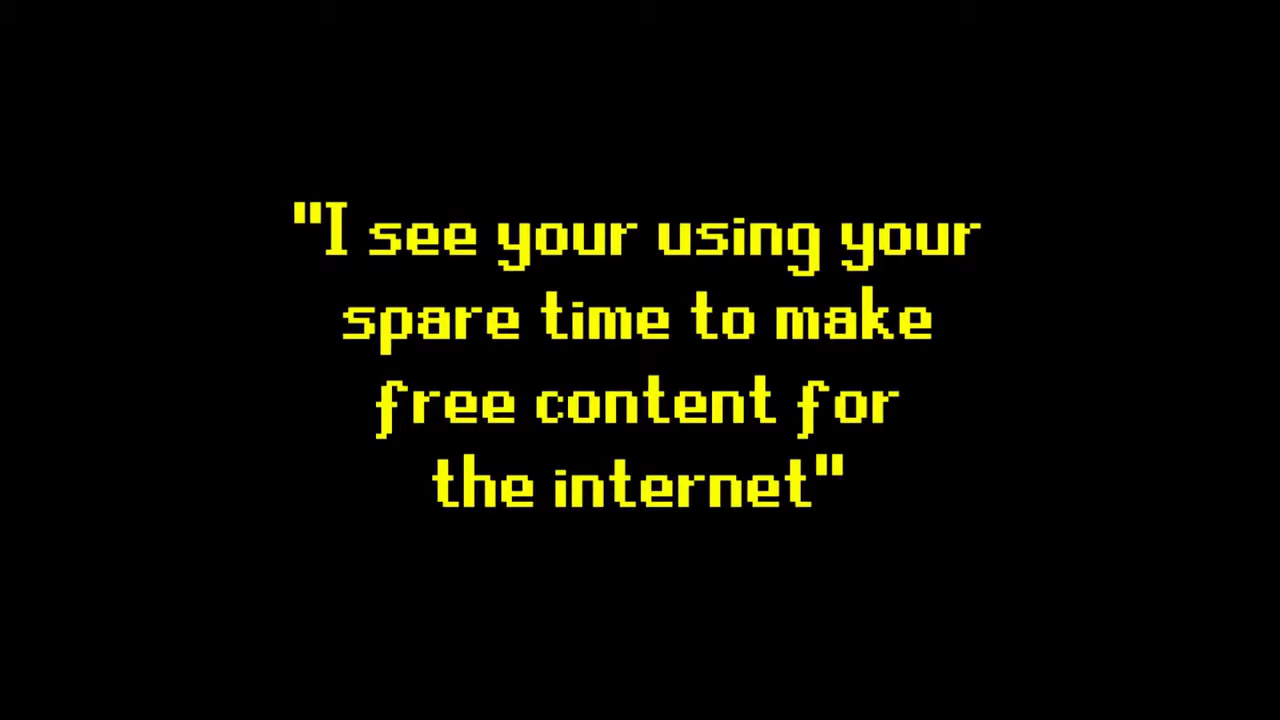 "I see your using your
spare time to make
free content for
the internet"